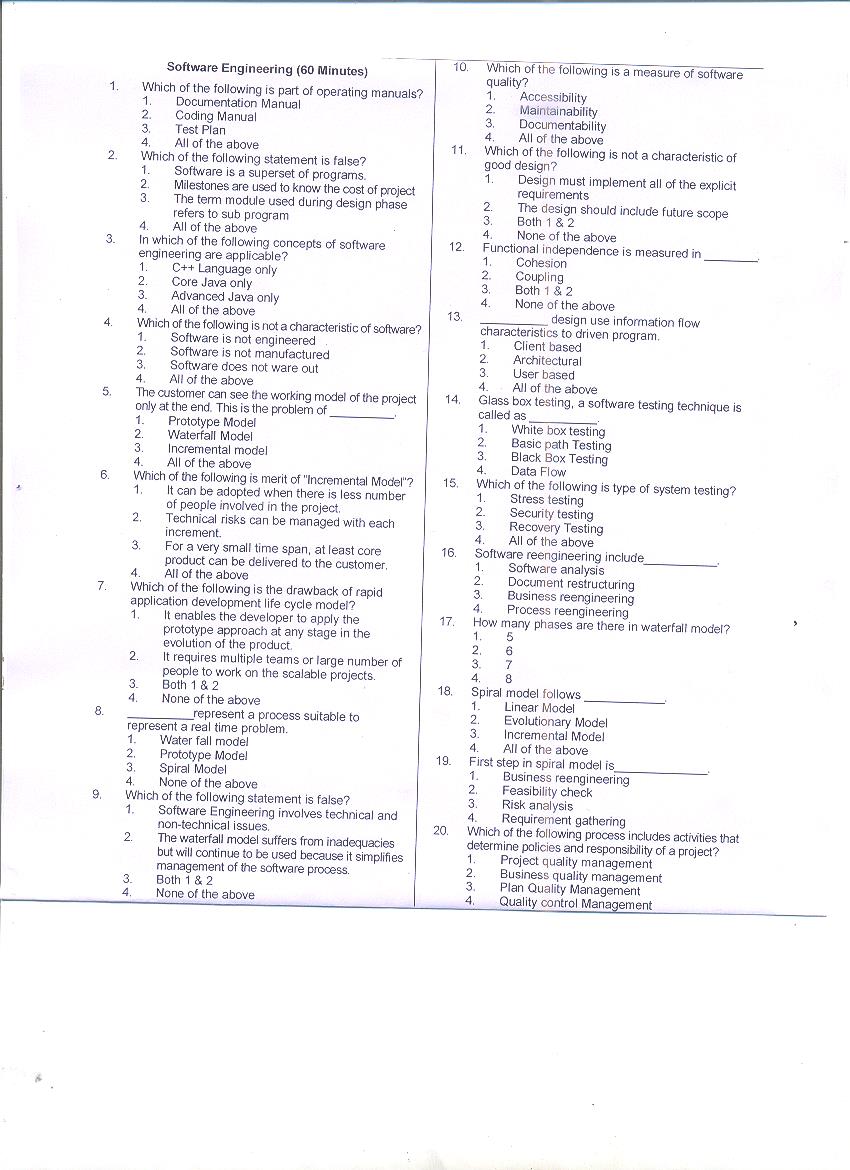 Software Engineering (60 Minutes)
1. Which of the following is part of operating manuals?
1. Documentation Manual
2. Coding Manual
3. Test Plan
4. All of the above
2. Which of the following statement is false?
1. Software is a superset of programs.
2. Milestones are used to know the cost of project
3. The term module used during design phase
refers to sub program
4. All of the above
3. In which of the following concepts of software
engineering are applicable?
1. C++ Language only
2. Core Java only
3. Advanced Java only
4. All of the above
4. Which of the following is not a characteristic of software?
1. Software is not engineered
2. Software is not manufactured
3. Software does not ware out
4. All of the above
5. The customer can see the working model of the project
only at the end. This is the problem of __________.
1. Prototype Model
2. Waterfall Model
3. Incremental model
4. All of the above
6. Which of the following is merit of "Incremental Model"?
1. It can be adopted when there is less number
of people involved in the project.
2. Technical risks can be managed with each
increment.
3. For a very small time span, at least core
product can be delivered to the customer.
4. All of the above
7. Which of the following is the drawback of rapid
application development life cycle model?
1. It enables the developer to apply the
prototype approach at any stage in the
evolution of the product.
2. It requires multiple teams or large number of
people to work on the scalable projects.
3. Both 1 & 2
4. None of the above
8. __________represent a process suitable to
represent a real time problem.
1. Water fall model
2. Prototype Model
3. Spiral Model
4. None of the above
9. Which of the following statement is false?
1. Software Engineering involves technical and
non-technical issues.
2. The waterfall model suffers from inadequacies
but will continue to be used because it simplifies
management of the software process.
3. Both 1 & 2
4. None of the above
10. Which of the following is a measure of software
quality?
1. Accessibility
2. Maintainability
3. Documentability
4. All of the above
11. Which of the following is not a characteristic of
good design?
1. Design must implement all of the explicit
requirements
2. The design should include future scope
3. Both 1 & 2
4. None of the above
12. Functional independence is measured in ________.
1. Cohesion
2. Coupling
3. Both 1 & 2
4. None of the above
13. __________ design use information flow
characteristics to driven program.
1. Client based
2. Architectural
3. User based
4. All of the above
14. Glass box testing, a software testing technique is
called as __________.
1. White box testing
2. Basic path Testing
3. Black Box Testing
4. Data Flow
15. Which of the following is type of system testing?
1. Stress testing
2. Security testing
3. Recovery Testing
4. All of the above
16. Software reengineering include___________.
1. Software analysis
2. Document restructuring
3. Business reengineering
4. Process reengineering
17. How many phases are there in waterfall model?
1. 5
2. 6
3. 7
4. 8
18. Spiral model follows ____________.
1. Linear Model
2. Evolutionary Model
3. Incremental Model
4. All of the above
19. First step in spiral model is______________.
1. Business reengineering
2. Feasibility check
3. Risk analysis
4. Requirement gathering
20. Which of the following process includes activities that
determine policies and responsibility of a project?
1. Project quality management
2. Business quality management
3. Plan Quality Management
4. Quality control Management